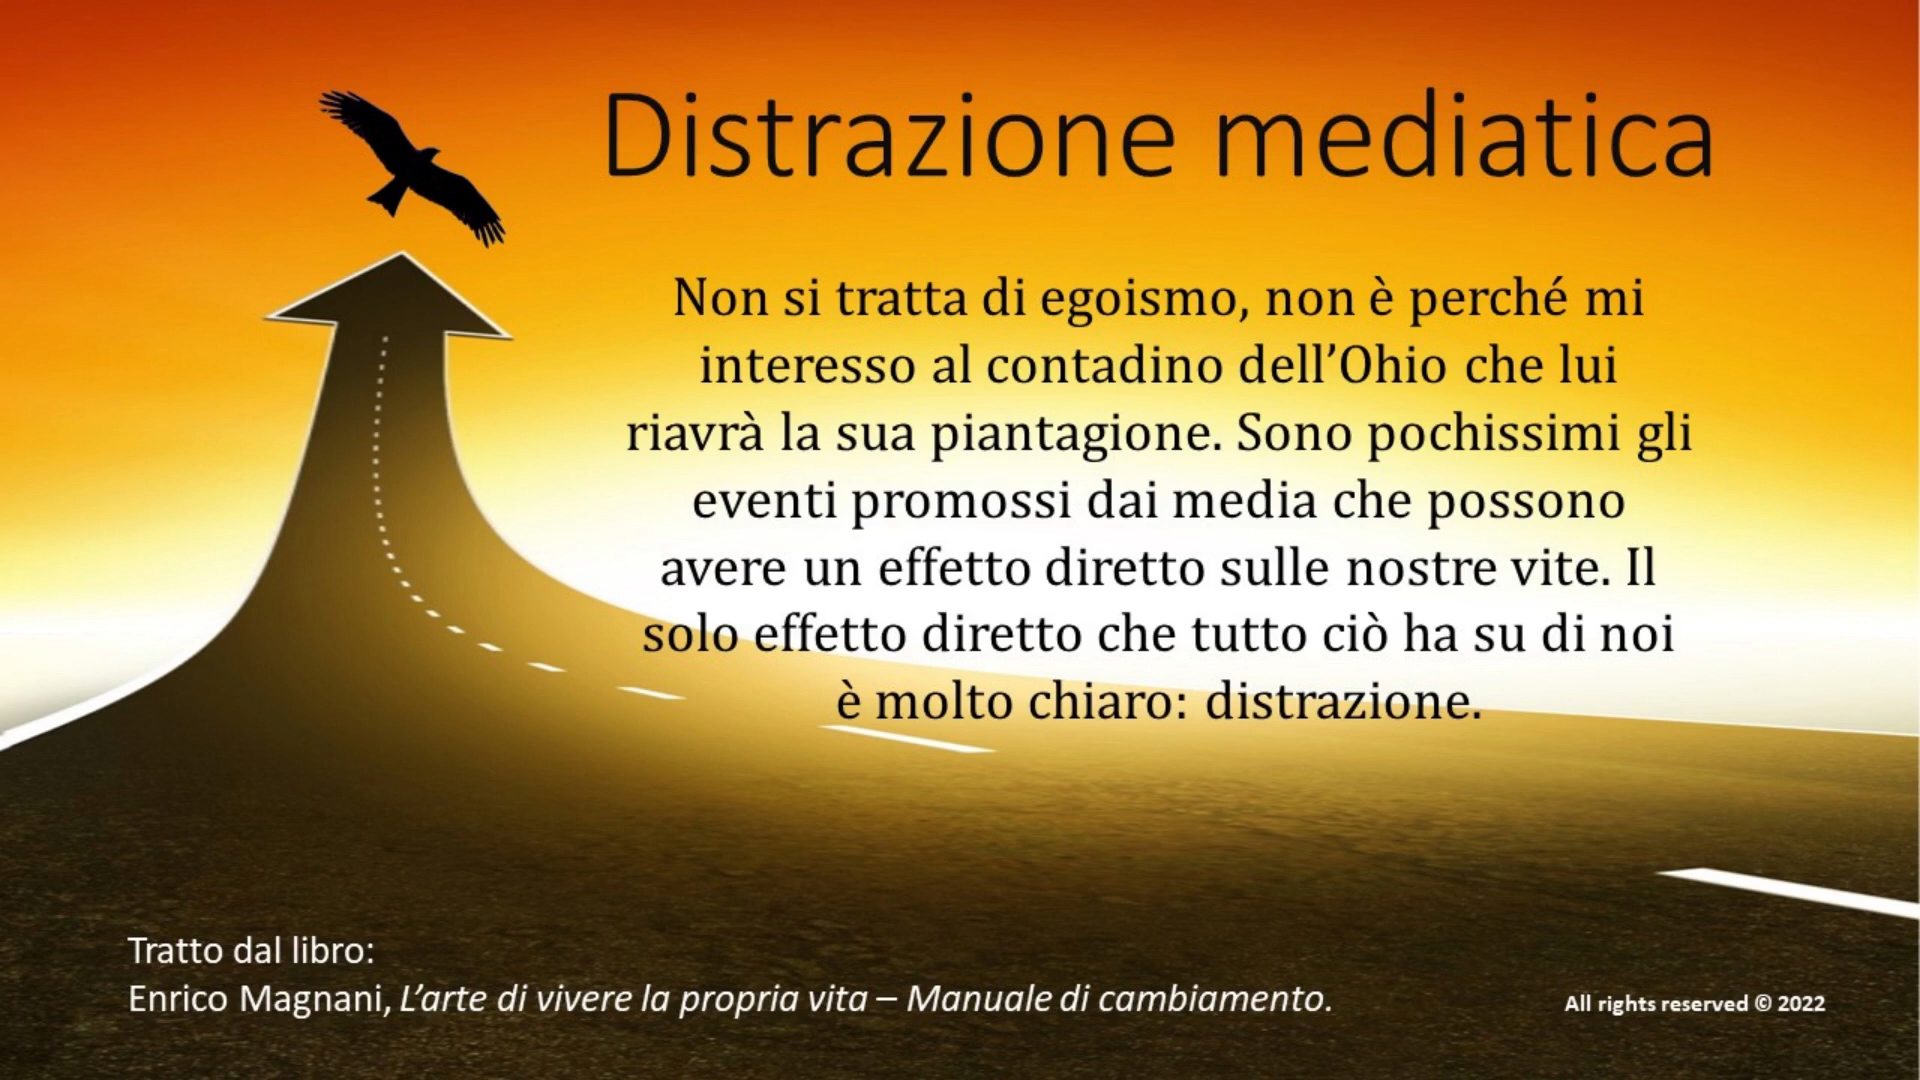 Distrazione mediatica
Non si tratta di egoismo, non è perché mi
interesso al contadino dell’Ohio che lui
riavrà la sua piantagione. Sono pochissimi gli
eventi promossi dai media che possono
avere un effetto diretto sulle nostre vite. Il
solo effetto diretto che tutto ciò ha su di noi
è molto chiaro: distrazione.
Tratto dal libro:
Enrico Magnani, L’arte di vivere la propria vita – Manuale di cambiamento.
All rights reserved © 2022